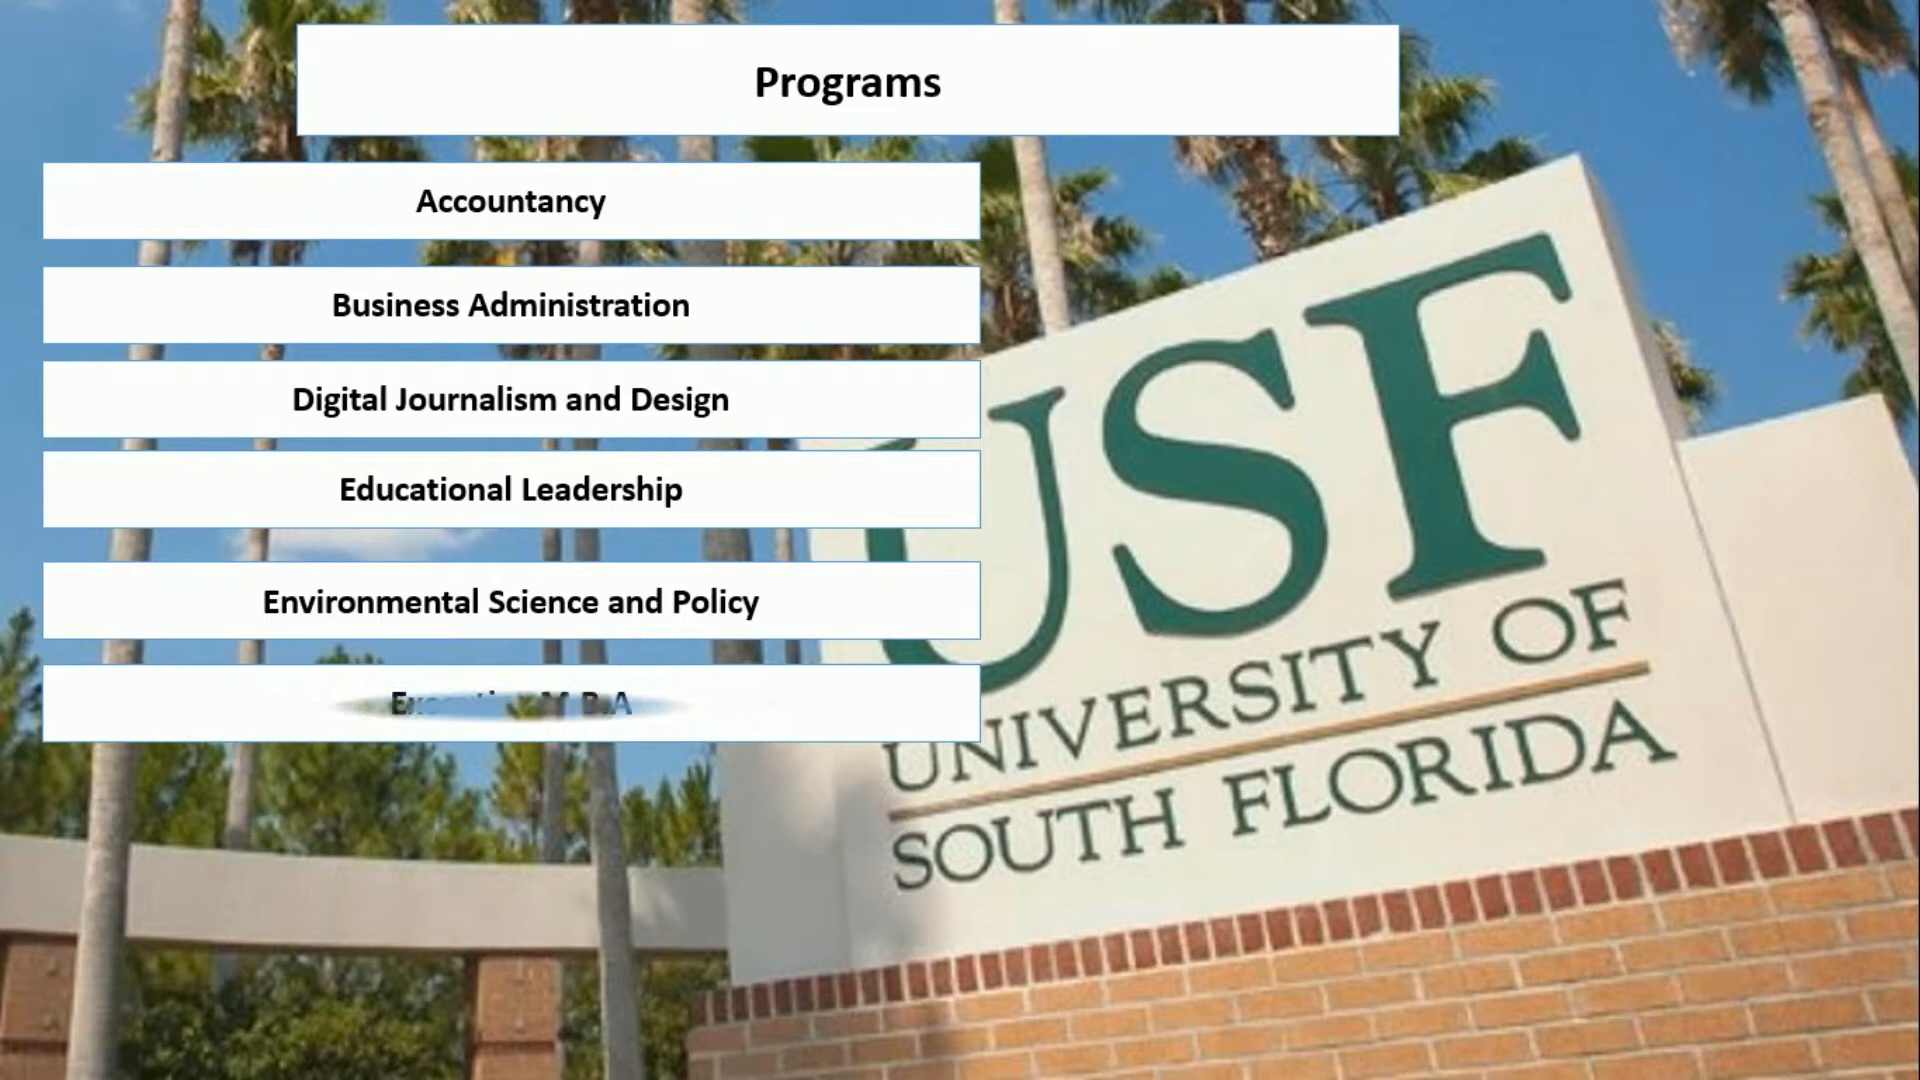 Programs
Accountancy
Business Administration
Digital Journalism and Design
Educational Leadership
Environmental Science and Policy
USF
UNIVERSITY OF
SOUTH FLORIDA